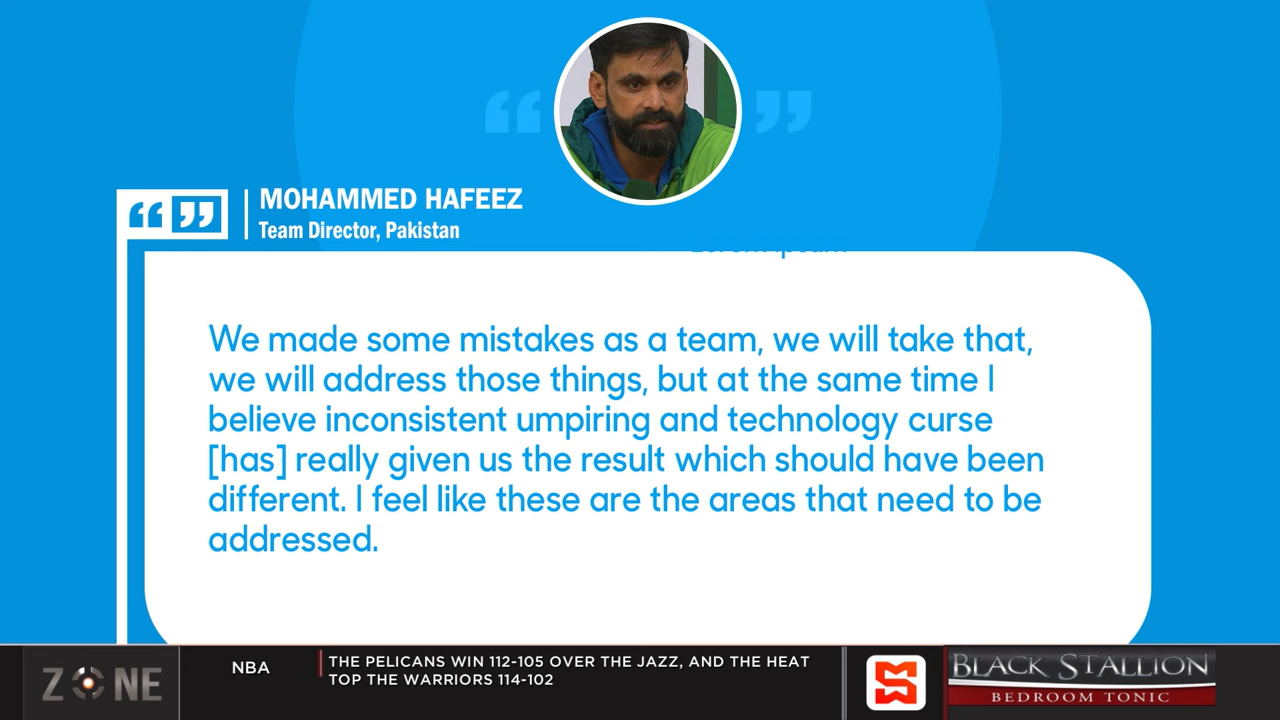 MOHAMMED HAFEEZ
Team Director, Pakistan
We made some mistakes as a team, we will take that,
we will address those things, but at the same time I
believe inconsistent umpiring and technology curse
[has] really given us the result which should have been
different. I feel like these are the areas that need to be
addressed.
ZONE
NBA
THE PELICANS WIN 112-105 OVER THE JAZZ, AND THE HEAT
TOP THE WARRIORS 114-102
BLACK STALLION
BEDROOM TONIC